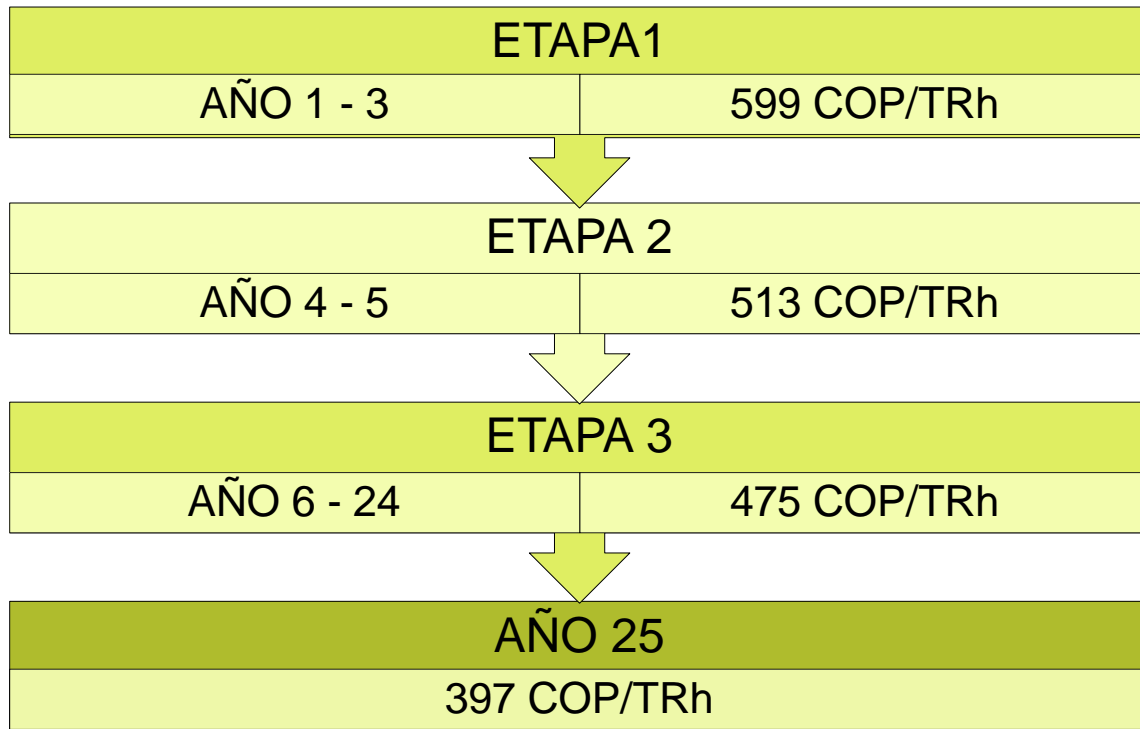 ETAPA1
AÑO 1 - 3 599 COP/TRh
ETAPA 2
AÑO 4 - 5 513 COP/TRh
ETAPA 3
AÑO 6 - 24 475 COP/TRh
AÑO 25
397 COP/TRh